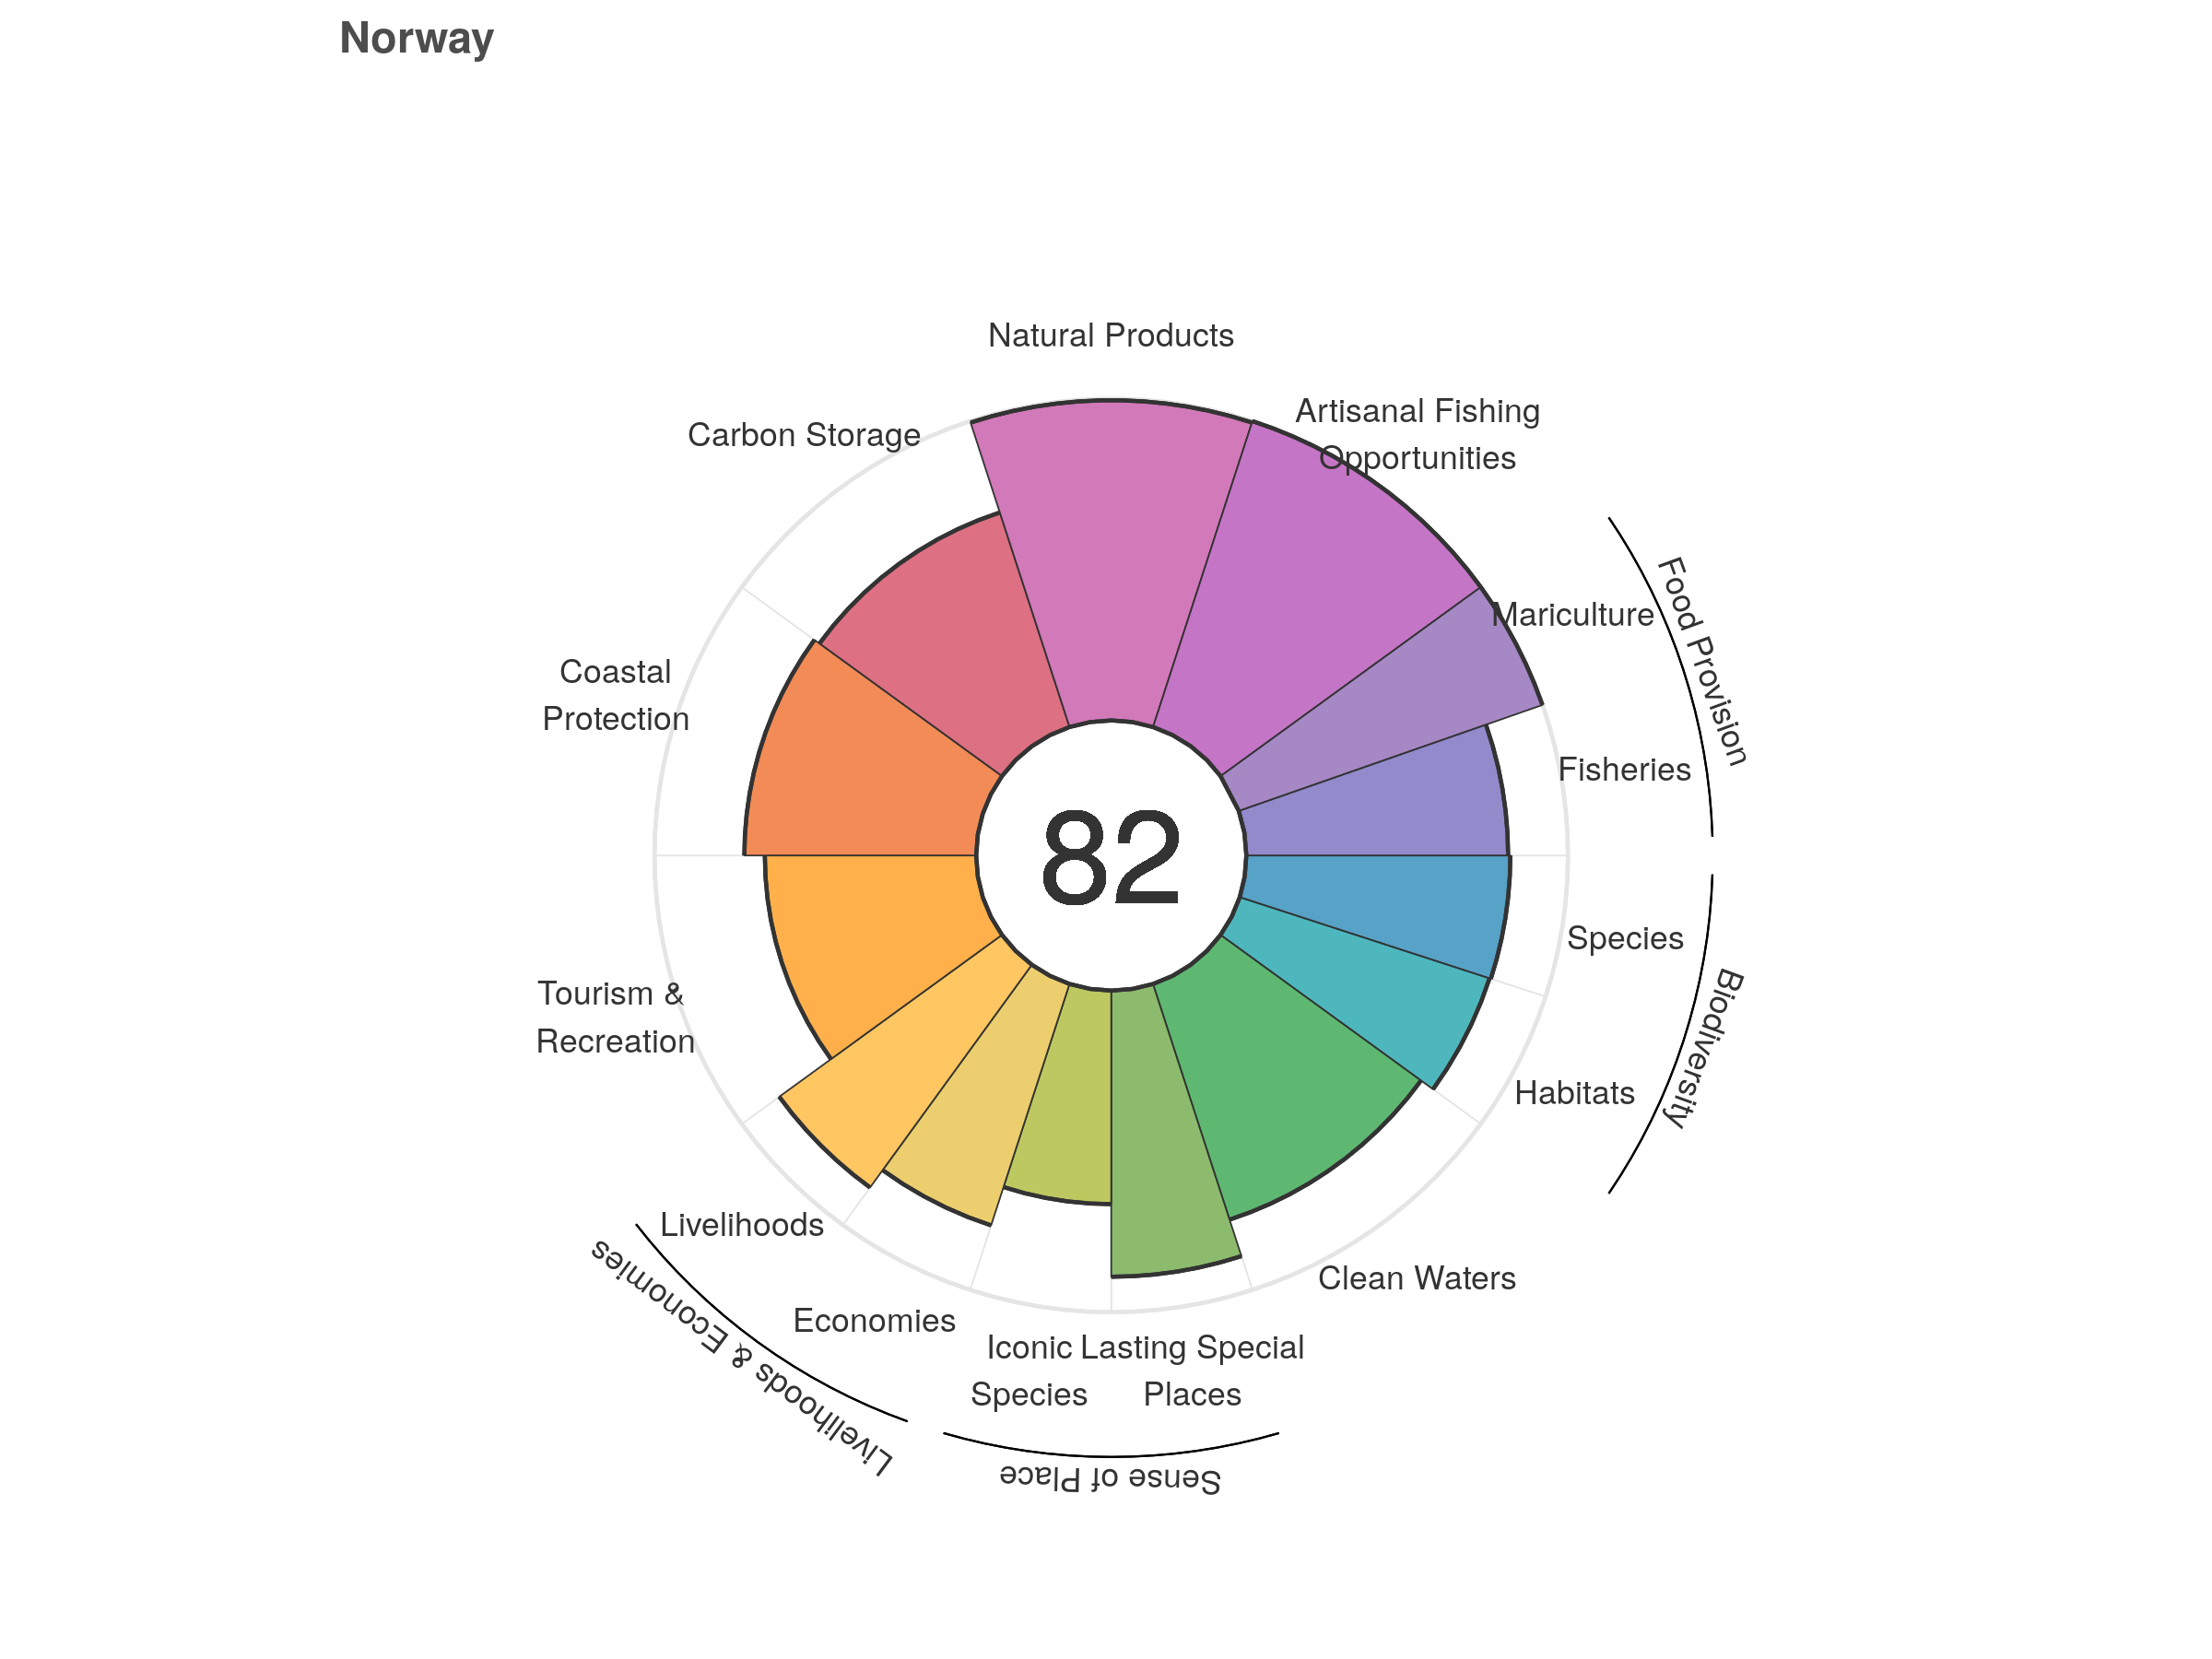 Norway
Natural Products
Artisanal Fishing
Opportunities
Carbon Storage
Mariculture
Food Provision
Coastal
Protection
Fisheries
82
Species
Biodiversity
Tourism &
Recreation
Habitats
Livelihoods
Clean Waters
Economies
Livelihoods & Economies
Iconic
Species
Lasting Special
Places
Sense of Place